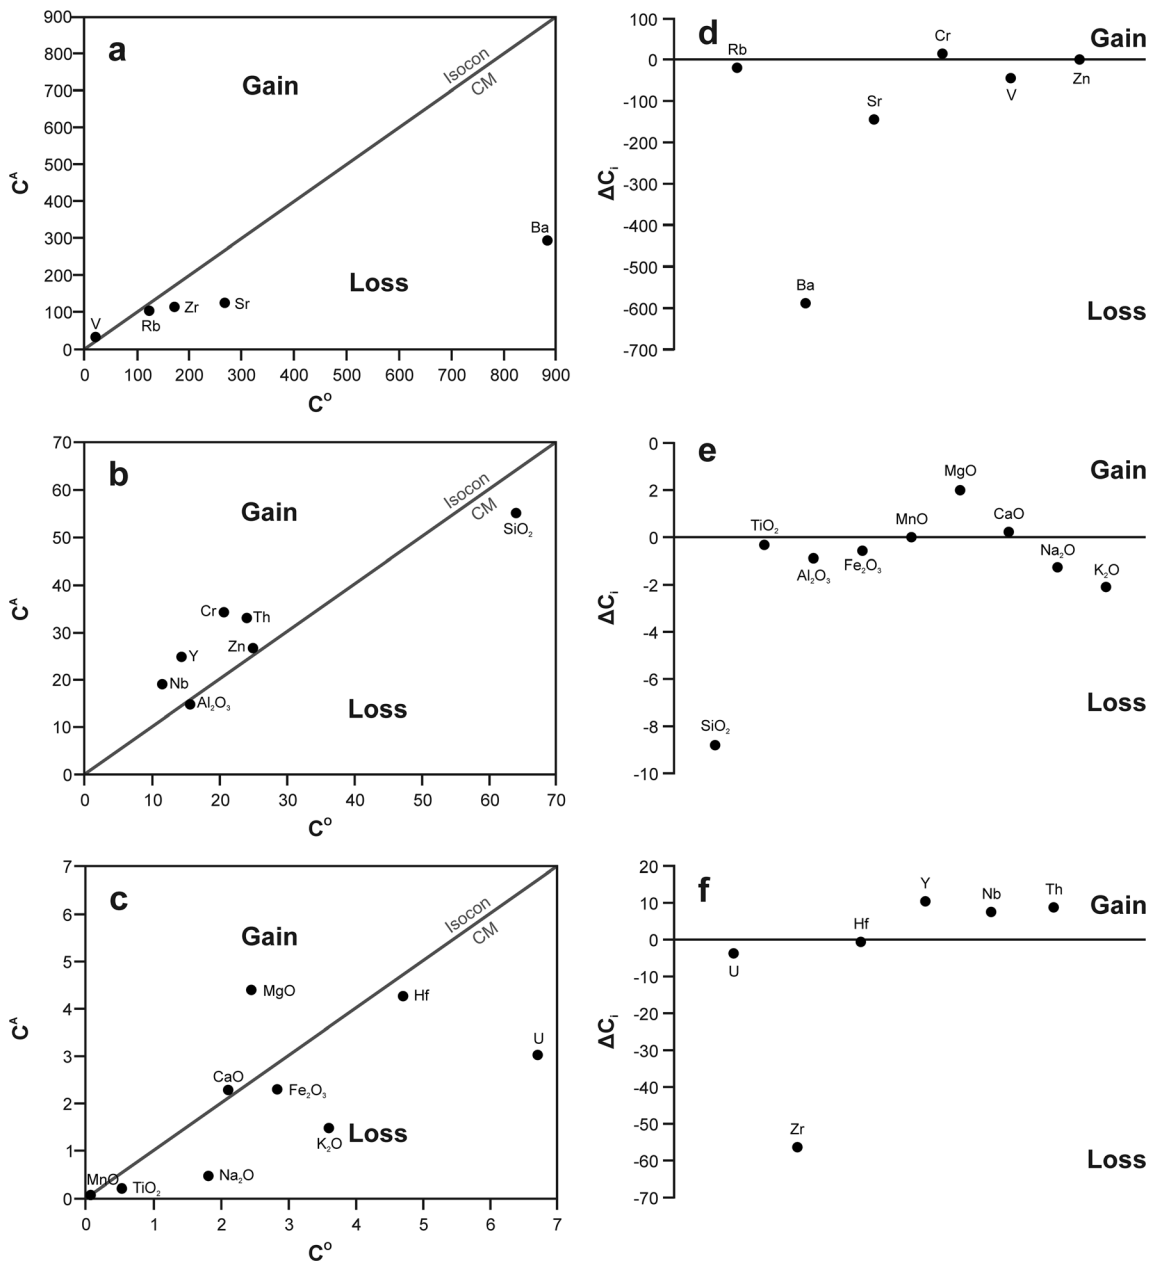 a
Gain
Loss
Isocon
CM
V
Rb
Zr
Sr
Ba
900
800
700
600
500
400
300
200
100
0
C^A
0 100 200 300 400 500 600 700 800 900
C^O
d
Gain
Loss
Rb
Ba
Sr
Cr
V
Zn
100
0
-100
-200
-300
-400
-500
-600
-700
ΔC_i
b
Gain
Loss
Isocon
CM
SiO₂
Cr
Th
Zn
Y
Nb
Al₂O₃
70
60
50
40
30
20
10
0
C^A
0 10 20 30 40 50 60 70
C^O
e
Gain
Loss
SiO₂
TiO₂
Al₂O₃
Fe₂O₃
MnO
MgO
CaO
Na₂O
K₂O
0
2
0
-2
-4
-6
-8
-10
ΔC_i
c
Gain
Loss
Isocon
CM
MgO
Hf
U
CaO
Fe₂O₃
K₂O
Na₂O
MnO
TiO₂
7
6
5
4
3
2
1
0
C^A
0 1 2 3 4 5 6 7
C^O
f
Gain
Loss
U
Zr
Hf
Y
Nb
Th
20
10
0
-10
-20
-30
-40
-50
-60
-70
ΔC_i